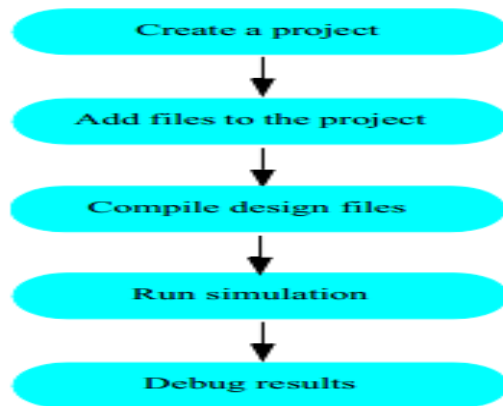 Create a project
Add files to the project
Compile design files
Run simulation
Debug results